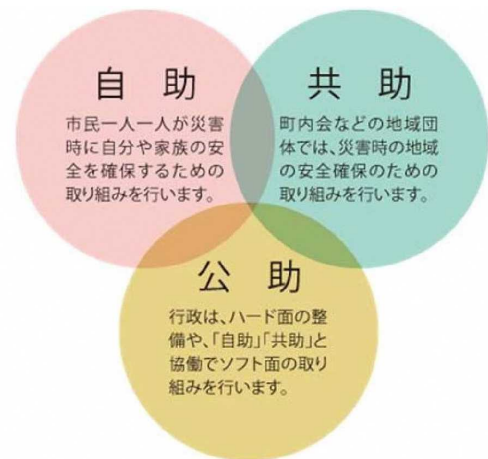 自助
市民一人一人が災害
時に自分や家族の安
全を確保するための
取り組みを行います。
共助
町内会などの地域団
体では、災害時の地域
の安全確保のための
取り組みを行います。
公助
行政は、ハード面の整
備や、「自助」「共助」と
協働でソフト面の取り
組みを行います。